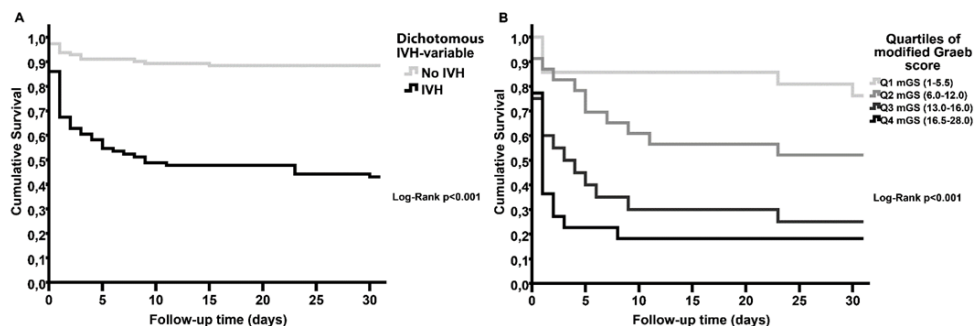 A
Cumulative Survival
1,0
0,9
0,8
0,7
0,6
0,5
0,4
0,3
0,2
0,1
0,0
0 5 10 15 20 25 30
Follow-up time (days)
Dichotomous
IVH-variable
No IVH
IVH
Log-Rank p<0.001
B
Cumulative Survival
1,0
0,9
0,8
0,7
0,6
0,5
0,4
0,3
0,2
0,1
0,0
0 5 10 15 20 25 30
Follow-up time (days)
Quartiles of
modified Graeb
score
Q1 mGS (1-5.5)
Q2 mGS (6.0-12.0)
Q3 mGS (13.0-16.0)
Q4 mGS (16.5-28.0)
Log-Rank p<0.001